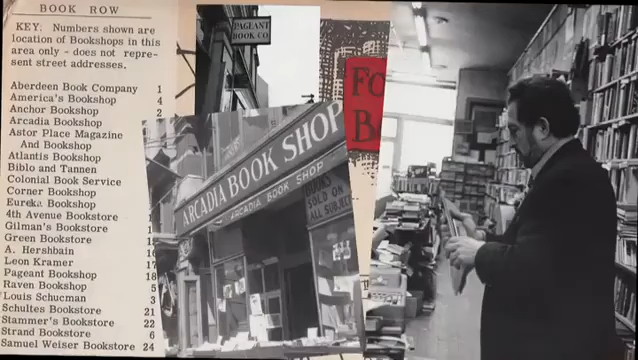 BOOK ROW
KEY: Numbers shown are
location of Bookshops in this
area only - does not repre-
sent street addresses.
Aberdeen Book Company 1
America's Bookshop 4
Anchor Bookshop 2
Arcadia Bookshop
Astor Place Magazine
And Bookshop
Atlantis Bookshop
Biblo and Tannen
Colonial Book Service
Corner Bookshop
Eureka Bookshop
4th Avenue Bookstore
Gilman's Bookstore
Green Bookstore
A. Hershbain 16
Leon Kramer 17
Pageant Bookshop 18
Raven Bookshop 5
Louis Schucman 3
Schultes Bookstore 21
Stammer's Bookstore 22
Strand Bookstore 6
Samuel Weiser Bookstore 24
PAGEANT
BOOK CO.
FO
B
ARCADIA BOOK SHOP
ARCADIA BOOK SHOP
BOOKS
SOLD ON
ALL SUBJECTS